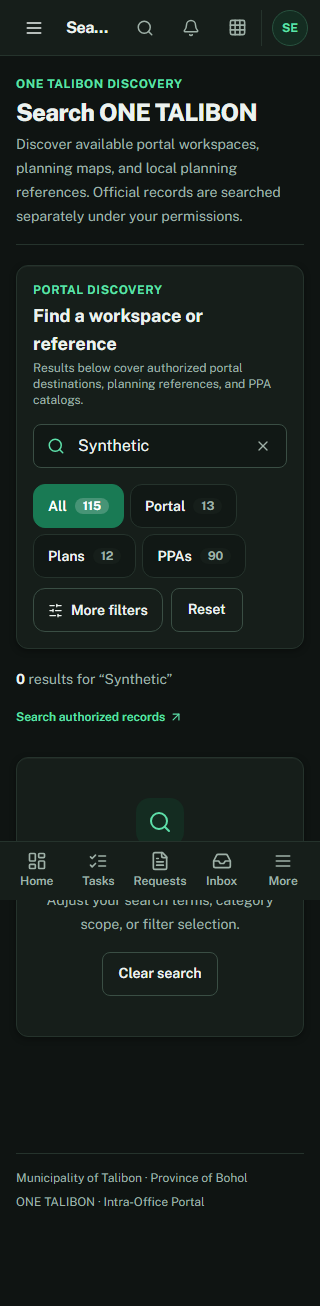 Sea...
SE
ONE TALIBON DISCOVERY
Search ONE TALIBON
Discover available portal workspaces,
planning maps, and local planning
references. Official records are searched
separately under your permissions.
PORTAL DISCOVERY
Find a workspace or
reference
Results below cover authorized portal
destinations, planning references, and PPA
catalogs.
Synthetic
All 115 Portal 13
Plans 12 PPAs 90
More filters Reset
0 results for “Synthetic”
Search authorized records
Home Tasks Requests Inbox More
Adjust your search terms, category
scope, or filter selection.
Clear search
Municipality of Talibon · Province of Bohol
ONE TALIBON · Intra-Office Portal